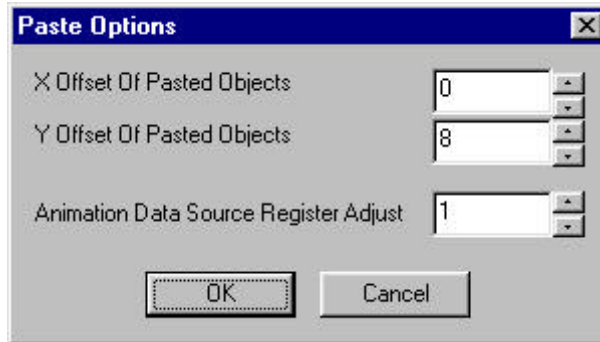 Paste Options
X Offset Of Pasted Objects 0
Y Offset Of Pasted Objects 8
Animation Data Source Register Adjust 1
OK Cancel